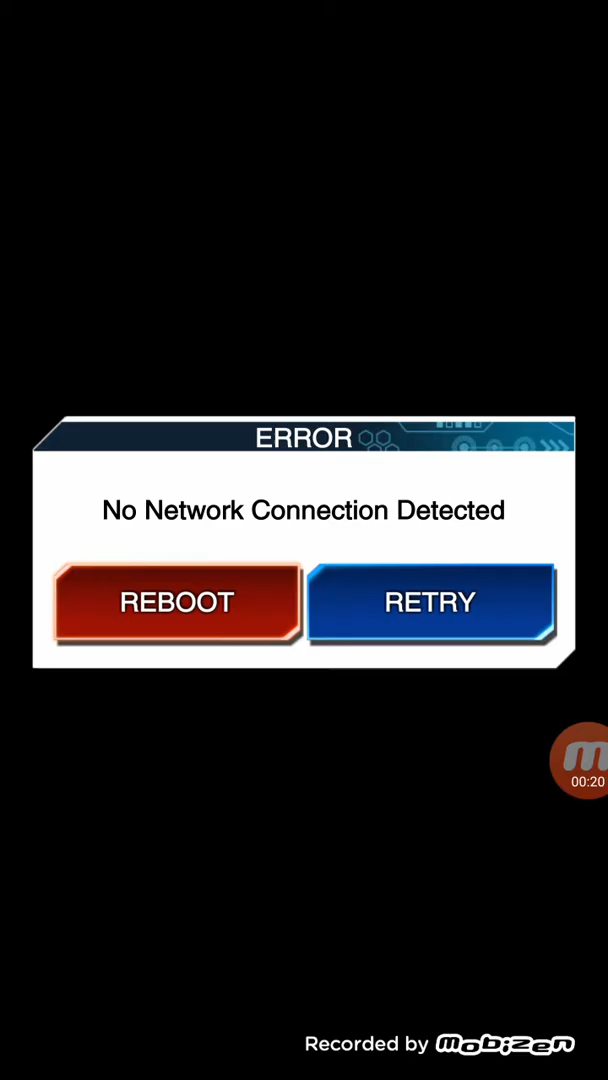 ERROR
No Network Connection Detected
REBOOT
RETRY
00:20
Recorded by mobizen